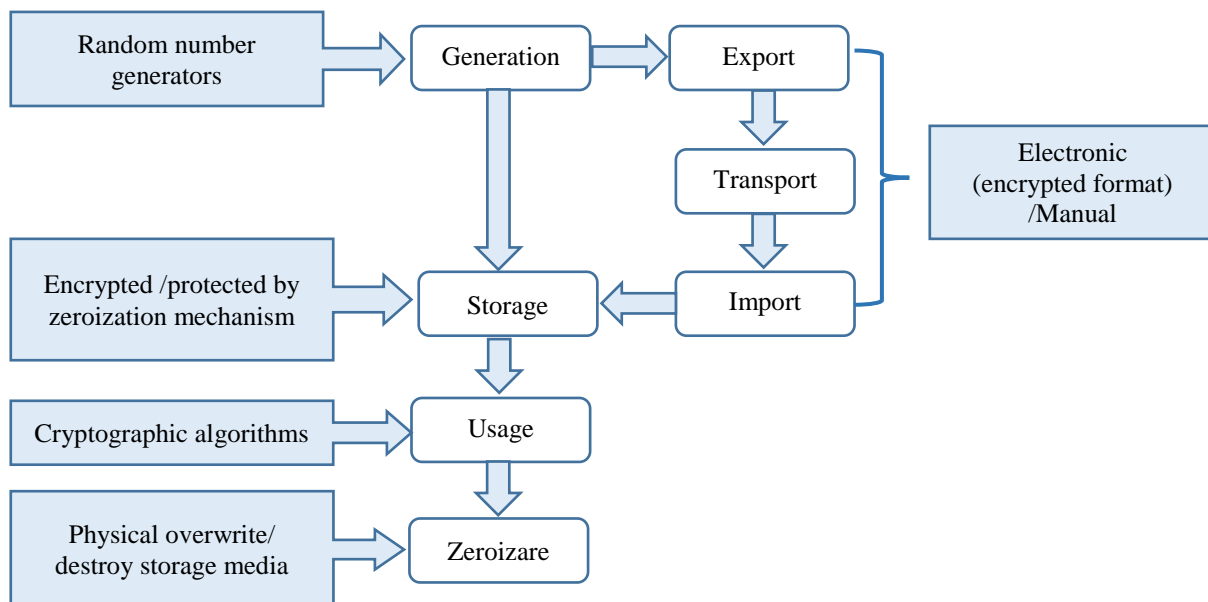 Random number
generators
Generation
Export
Transport
Electronic
(encrypted format)
/Manual
Encrypted /protected by
zeroization mechanism
Storage
Import
Cryptographic algorithms
Usage
Physical overwrite/
destroy storage media
Zeroizare